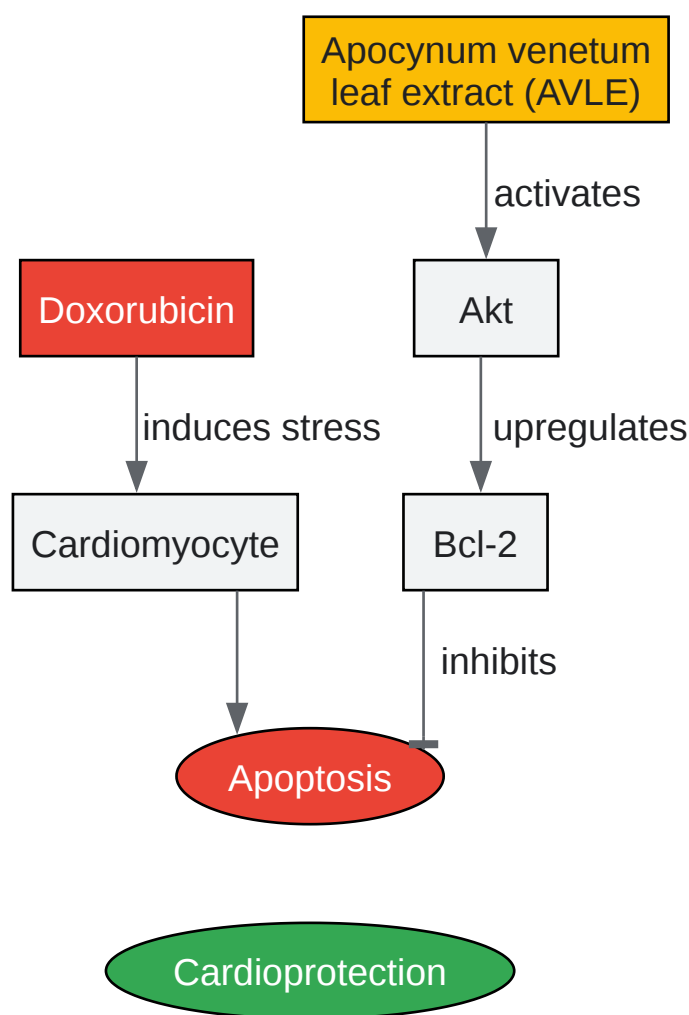 Apocynum venetum
leaf extract (AVLE)
activates
Doxorubicin
Akt
induces stress
upregulates
Cardiomyocyte
Bcl-2
inhibits
Apoptosis
Cardioprotection